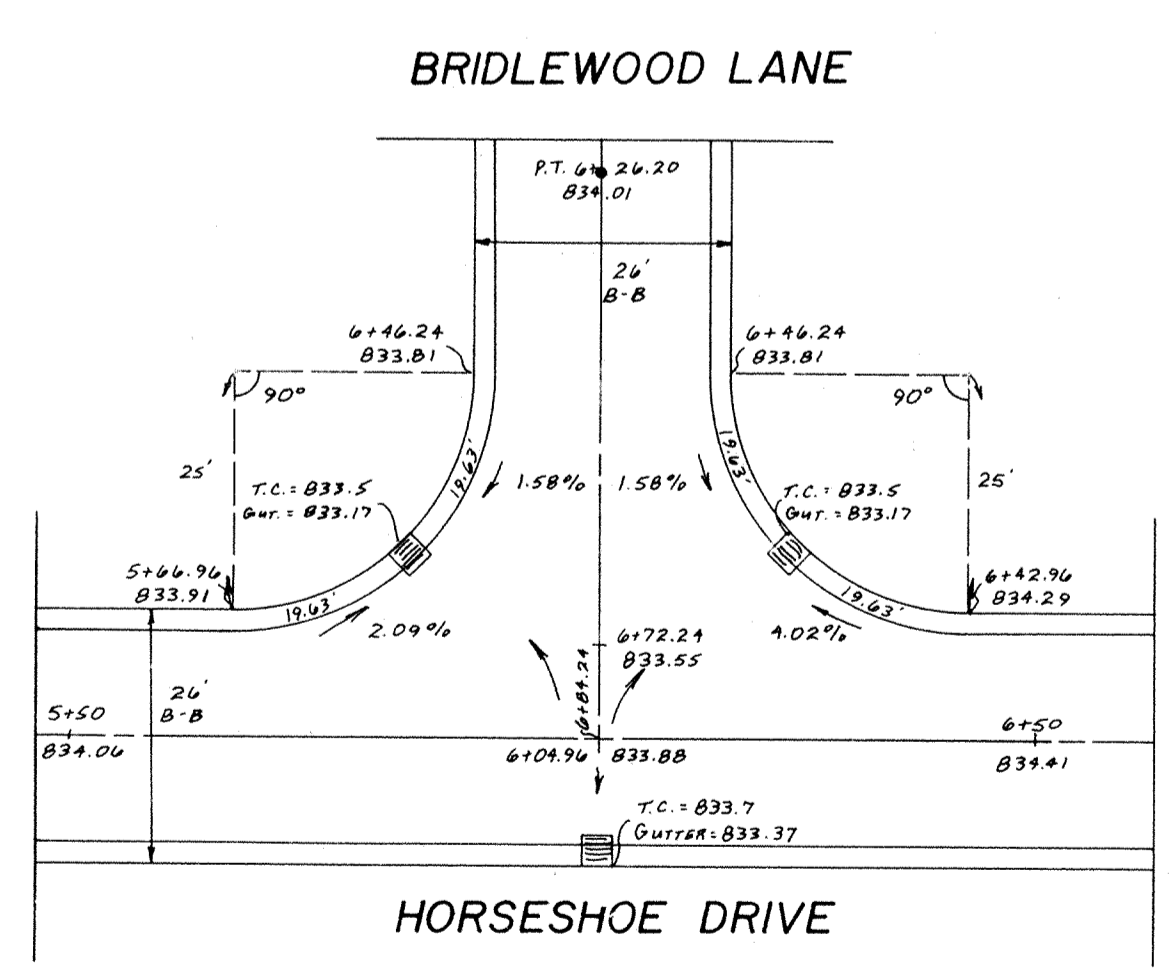 BRIDLEWOOD LANE
P.T. 6+ 26.20
834.01
26'
B-B
6+46.24
833.81
6+46.24
833.81
90°
90°
25'
25'
19.63'
19.63'
1.58%
1.58%
T.C.=833.5
GUT.=833.17
T.C.=833.5
GUT.=833.17
5+66.96
833.91
6+42.96
834.29
19.63'
19.63'
2.09%
4.02%
6+72.24
833.55
6+84.24
26'
B-B
5+50
834.06
6+50
834.41
6+04.96
833.88
T.C.=833.7
GUTTER=833.37
HORSESHOE DRIVE